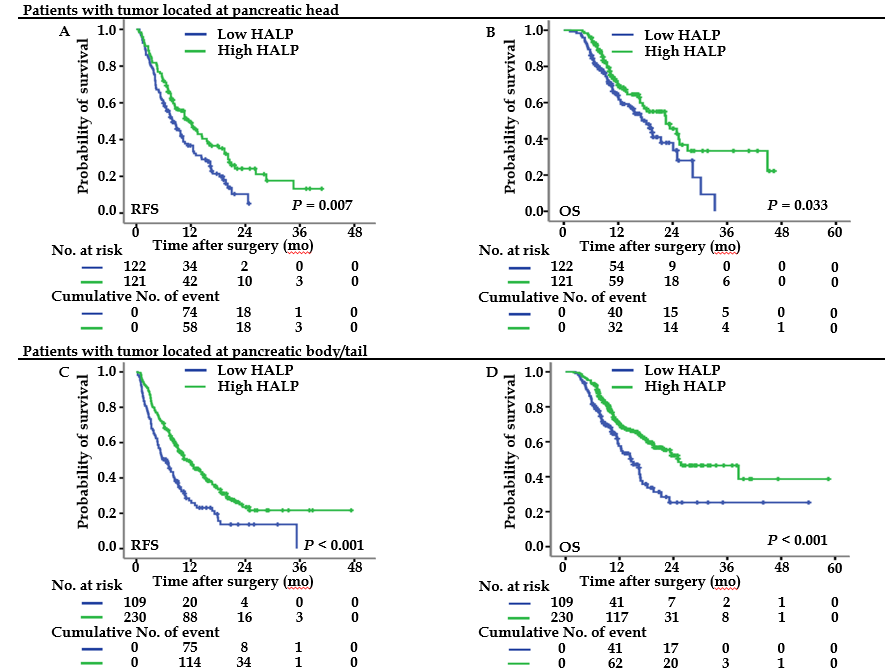 Patients with tumor located at pancreatic head
A
Low HALP
High HALP
Probability of survival
1.0
0.8
0.6
0.4
0.2
0.0
RFS
P = 0.007
0 12 24 36 48
Time after surgery (mo)
No. at risk
122 34 2 0 0
121 42 10 3 0
Cumulative No. of event
0 74 18 1 0
0 58 18 3 0
B
Low HALP
High HALP
Probability of survival
1.0
0.8
0.6
0.4
0.2
0.0
OS
P = 0.033
0 12 24 36 48 60
Time after surgery (mo)
No. at risk
122 54 9 0 0 0
121 59 18 6 0 0
Cumulative No. of event
0 40 15 5 0 0
0 32 14 4 1 0
Patients with tumor located at pancreatic body/tail
C
Low HALP
High HALP
Probability of survival
1.0
0.8
0.6
0.4
0.2
0.0
RFS
P < 0.001
0 12 24 36 48
Time after surgery (mo)
No. at risk
109 20 4 0 0
230 88 16 3 0
Cumulative No. of event
0 75 8 1 0
0 114 34 1 0
D
Low HALP
High HALP
Probability of survival
1.0
0.8
0.6
0.4
0.2
0.0
OS
P < 0.001
0 12 24 36 48 60
Time after surgery (mo)
No. at risk
109 41 7 2 1 0
230 117 31 8 1 0
Cumulative No. of event
0 41 17 0 0 0
0 62 20 3 1 0